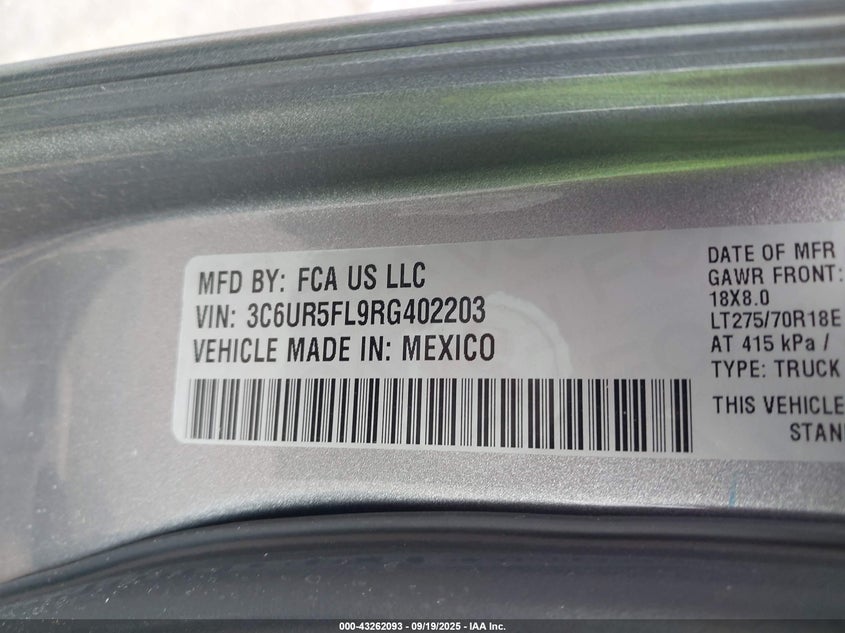 MFD BY: FCA US LLC
VIN: 3C6UR5FL9RG402203
VEHICLE MADE IN: MEXICO
DATE OF MFR
GAWR FRONT:
18X8.0
LT275/70R18E
AT 415 kPa /
TYPE: TRUCK
THIS VEHICLE
STAN
000-43262093 - 09/19/2025 - IAA Inc.